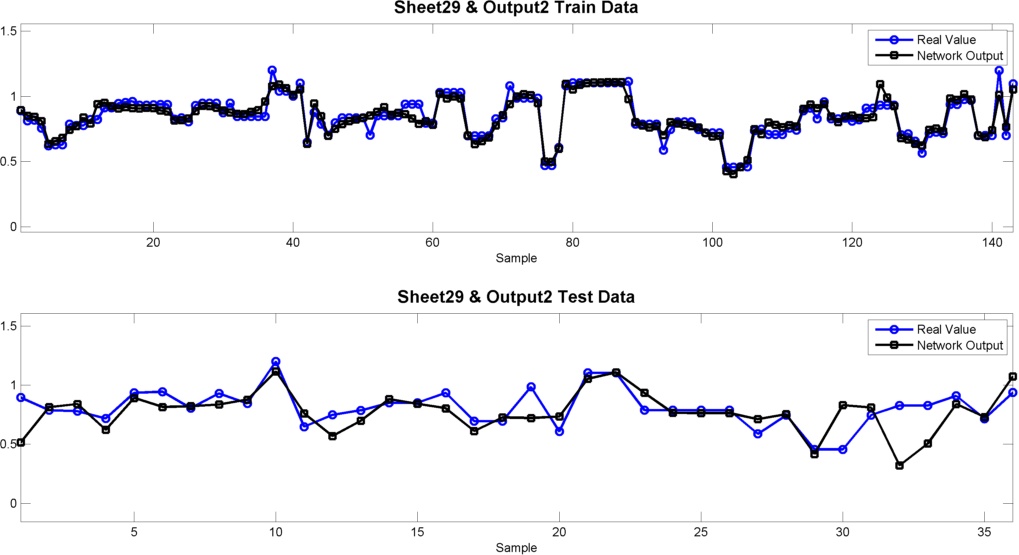 Sheet29 & Output2 Train Data
1.5
1
0.5
0
Real Value
Network Output
20 40 60 80 100 120 140
Sample
Sheet29 & Output2 Test Data
1.5
1
0.5
0
Real Value
Network Output
5 10 15 20 25 30 35
Sample